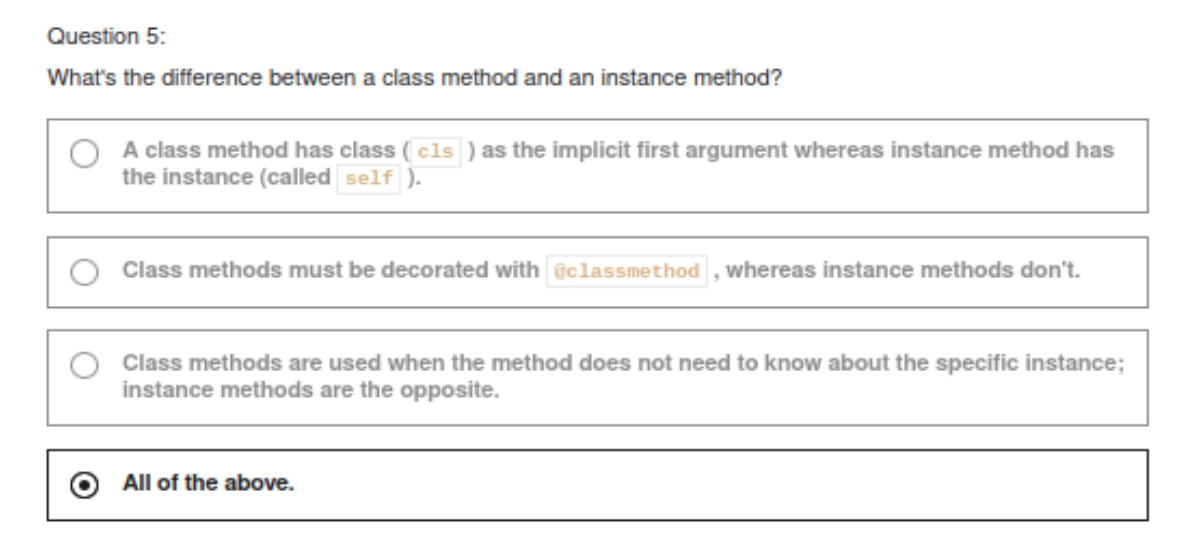 Question 5:
What's the difference between a class method and an instance method?
A class method has class ( cls ) as the implicit first argument whereas instance method has
the instance (called self ).
Class methods must be decorated with @classmethod , whereas instance methods don't.
Class methods are used when the method does not need to know about the specific instance;
instance methods are the opposite.
All of the above.